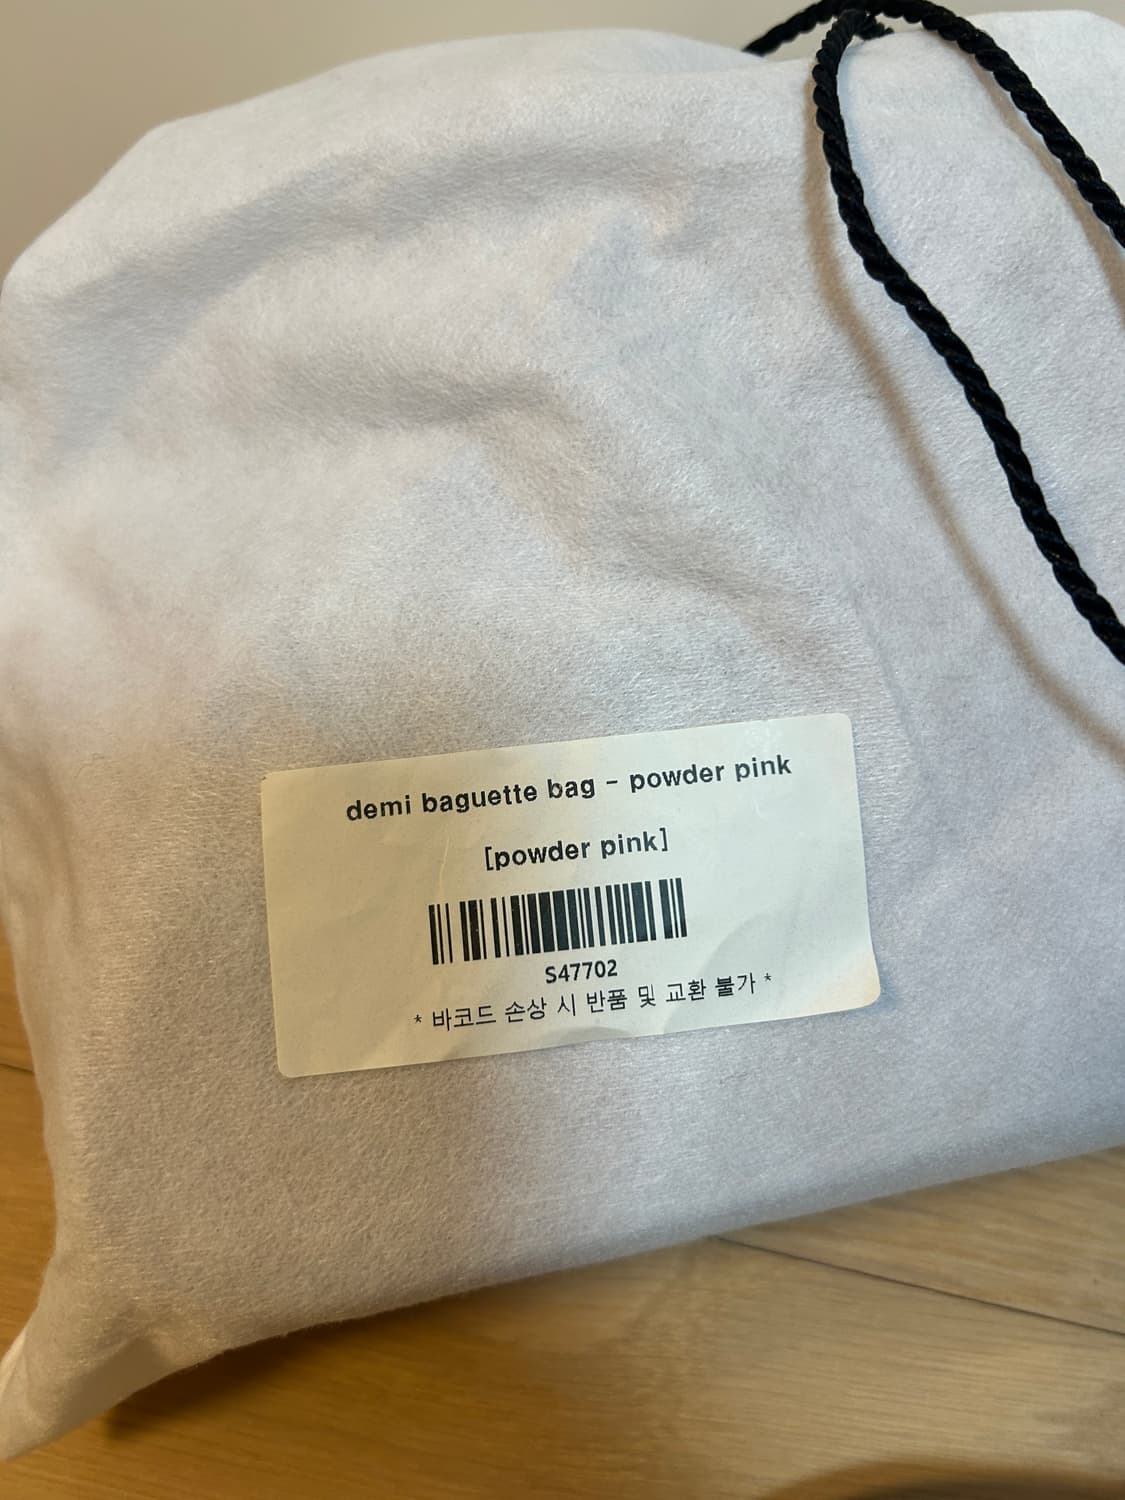 demi baguette bag - powder pink
[powder pink]
S47702
* 바코드 손상 시 반품 및 교환 불가 *